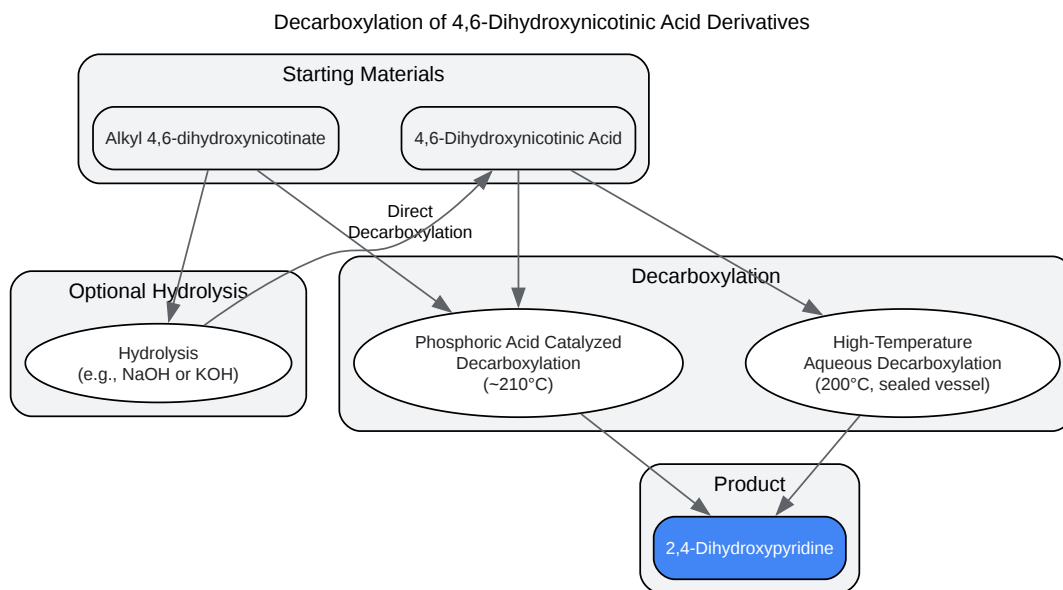 Decarboxylation of 4,6-Dihydroxynicotinic Acid Derivatives
Starting Materials
Alkyl 4,6-dihydroxynicotinate
4,6-Dihydroxynicotinic Acid
Direct
Decarboxylation
Optional Hydrolysis
Hydrolysis
(e.g., NaOH or KOH)
Decarboxylation
Phosphoric Acid Catalyzed
Decarboxylation
(~210°C)
High-Temperature
Aqueous Decarboxylation
(200°C, sealed vessel)
Product
2,4-Dihydroxypyridine